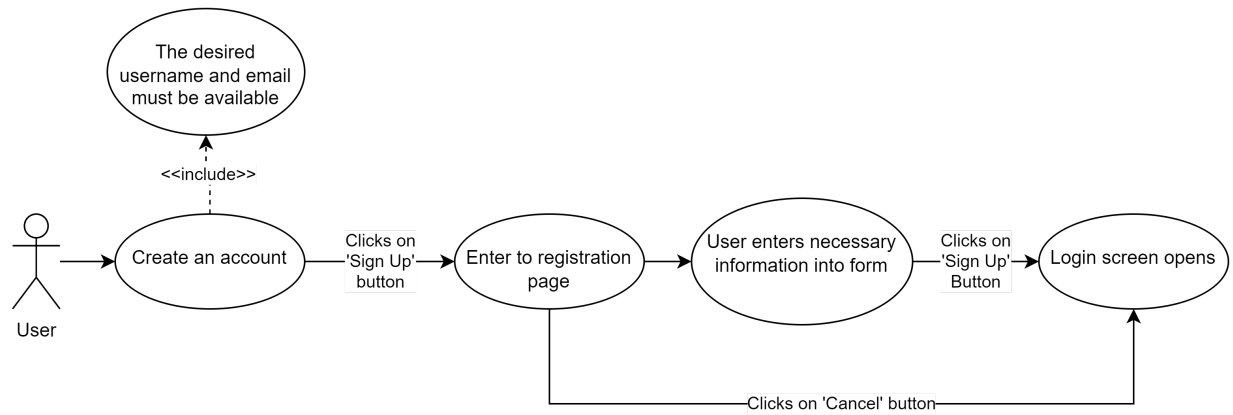 The desired
username and email
must be available
<<include>>
User
Create an account
Clicks on
'Sign Up'
button
Enter to registration
page
User enters necessary
information into form
Clicks on
'Sign Up'
Button
Login screen opens
Clicks on 'Cancel' button